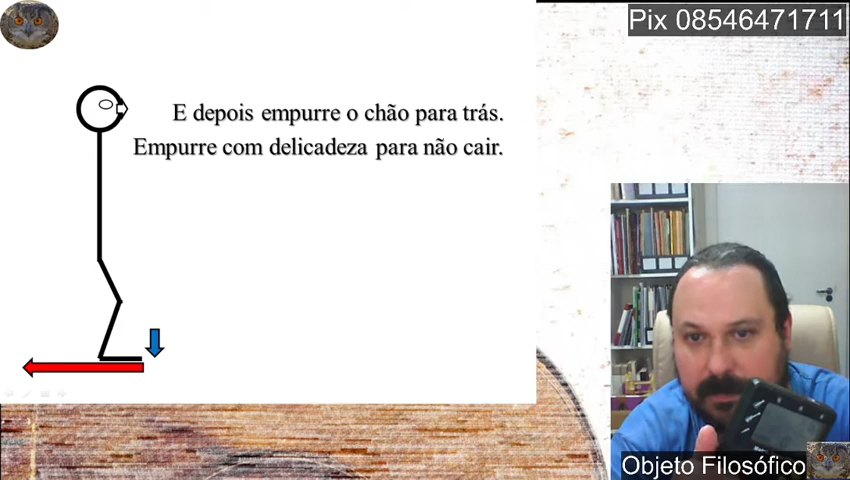 Pix 08546471711
E depois empurre o chão para trás.
Empurre com delicadeza para não cair.
Objeto Filosófico